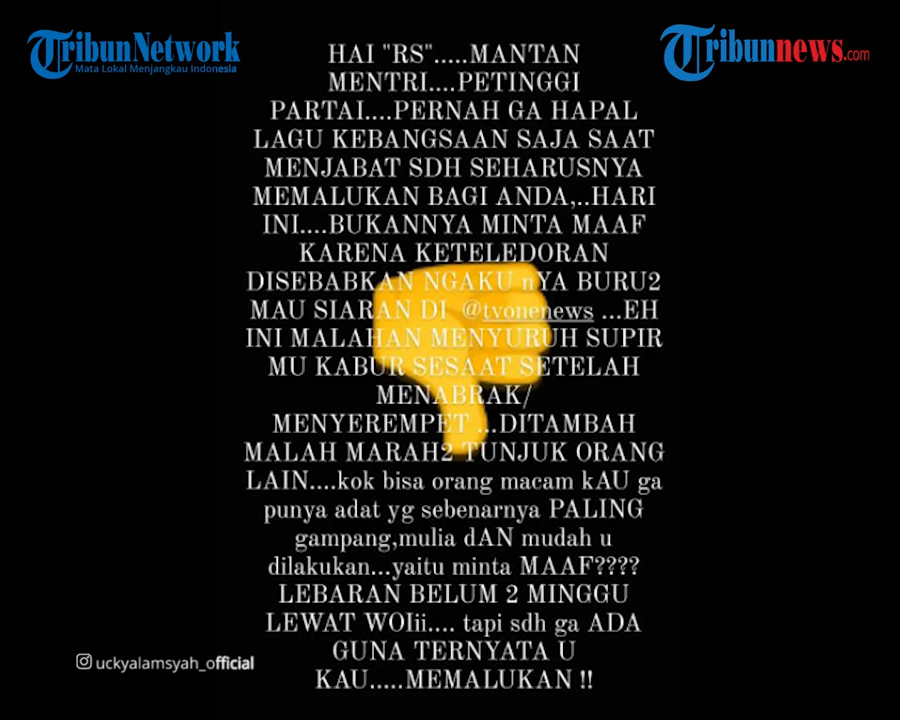 Tribun Network
Mata Lokal Menjangkau Indonesia
Tribunnews.com
HAI "RS".....MANTAN
MENTRI....PETINGGI
PARTAI....PERNAH GA HAPAL
LAGU KEBANGSAAN SAJA SAAT
MENJABAT SDH SEHARUSNYA
MEMALUKAN BAGI ANDA,..HARI
INI....BUKANNYA MINTA MAAF
KARENA KETELEDORAN
DISEBABKAN NGAKU nYA BURU2
MAU SIARAN DI @tvonenews ...EH
INI MALAHAN MENYURUH SUPIR
MU KABUR SESAAT SETELAH
MENABRAK/
MENYEREMPET ...DITAMBAH
MALAH MARAH2 TUNJUK ORANG
LAIN....kok bisa orang macam kAU ga
punya adat yg sebenarnya PALING
gampang,mulia dAN mudah u
dilakukan...yaitu minta MAAF????
LEBARAN BELUM 2 MINGGU
LEWAT WOIii.... tapi sdh ga ADA
GUNA TERNYATA U
KAU.....MEMALUKAN !!
uckyalamsyah_official